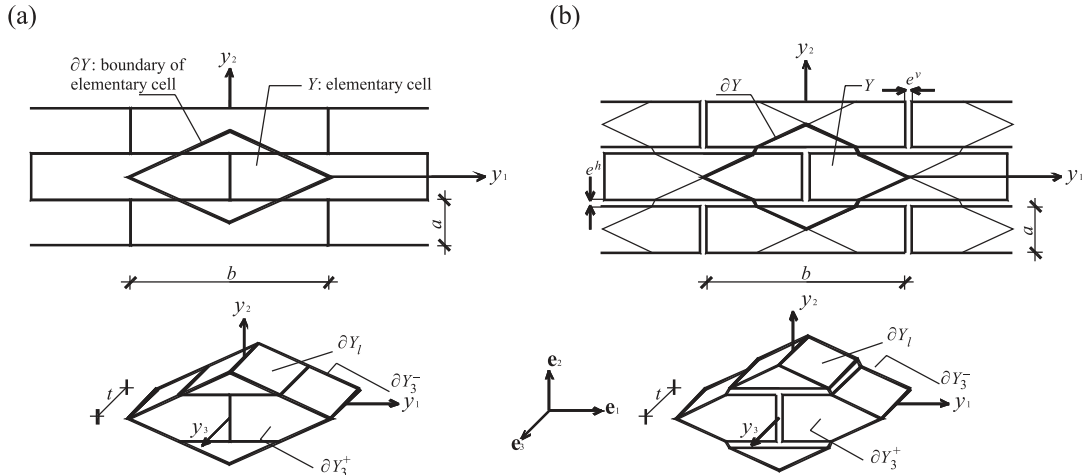 (a)
(b)
y₂
∂Y: boundary of
elementary cell
Y: elementary cell
y₁
a
b
y₂
∂Y
Y
eᵛ
eʰ
y₁
a
b
y₂
∂Yₗ
∂Y₃⁻
t
y₁
y₃
∂Y₃⁺
e₂
e₁
e₃
y₂
∂Yₗ
∂Y₃⁻
t
y₁
y₃
∂Y₃⁺